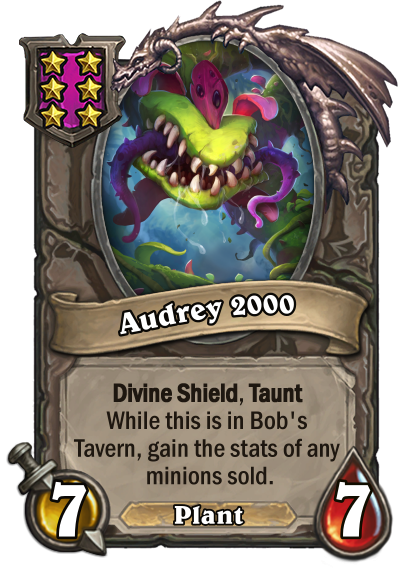 Audrey 2000
Divine Shield, Taunt
While this is in Bob's
Tavern, gain the stats of any
minions sold.
7
Plant
7